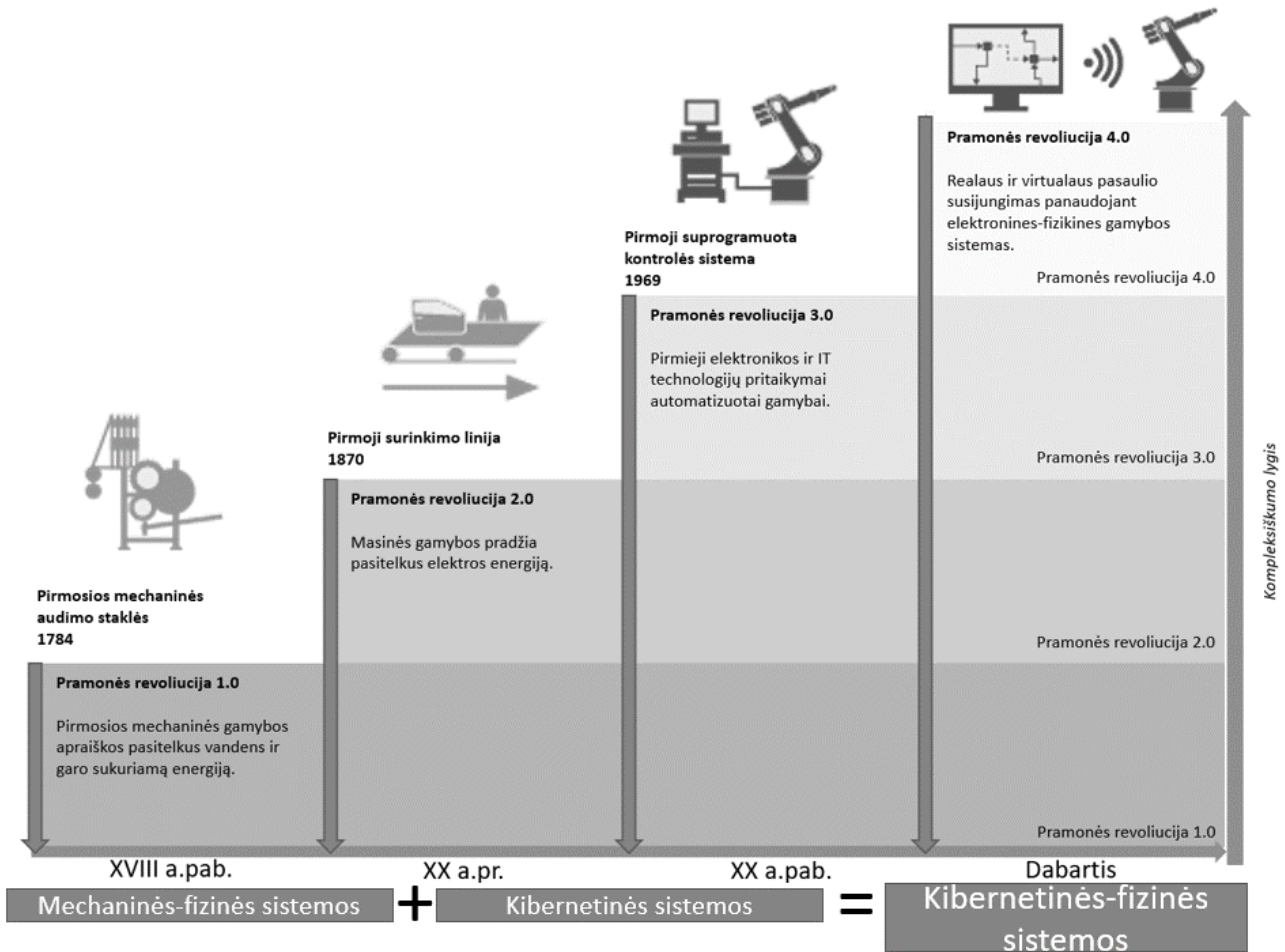 Pramonės revoliucija 4.0
Realaus ir virtualaus pasaulio
susijungimas panaudojant
elektronines-fizikines gamybos
sistemas.
Pramonės revoliucija 4.0
Pirmoji suprogramuota
kontrolės sistema
1969
Pramonės revoliucija 3.0
Pirmieji elektronikos ir IT
technologijų pritaikymai
automatizuotai gamybai.
Pramonės revoliucija 3.0
Pirmoji surinkimo linija
1870
Pramonės revoliucija 2.0
Masinės gamybos pradžia
pasitelkus elektros energiją.
Pramonės revoliucija 2.0
Pirmosios mechaninės
audimo staklės
1784
Pramonės revoliucija 1.0
Pirmosios mechaninės gamybos
apraiškos pasitelkus vandens ir
garo sukuriamą energiją.
Pramonės revoliucija 1.0
Kompleksiškumo lygis
XVIII a.pab.
XX a.pr.
XX a.pab.
Dabartis
Mechaninės-fizinės sistemos
+
Kibernetinės sistemos
=
Kibernetinės-fizinės
sistemos